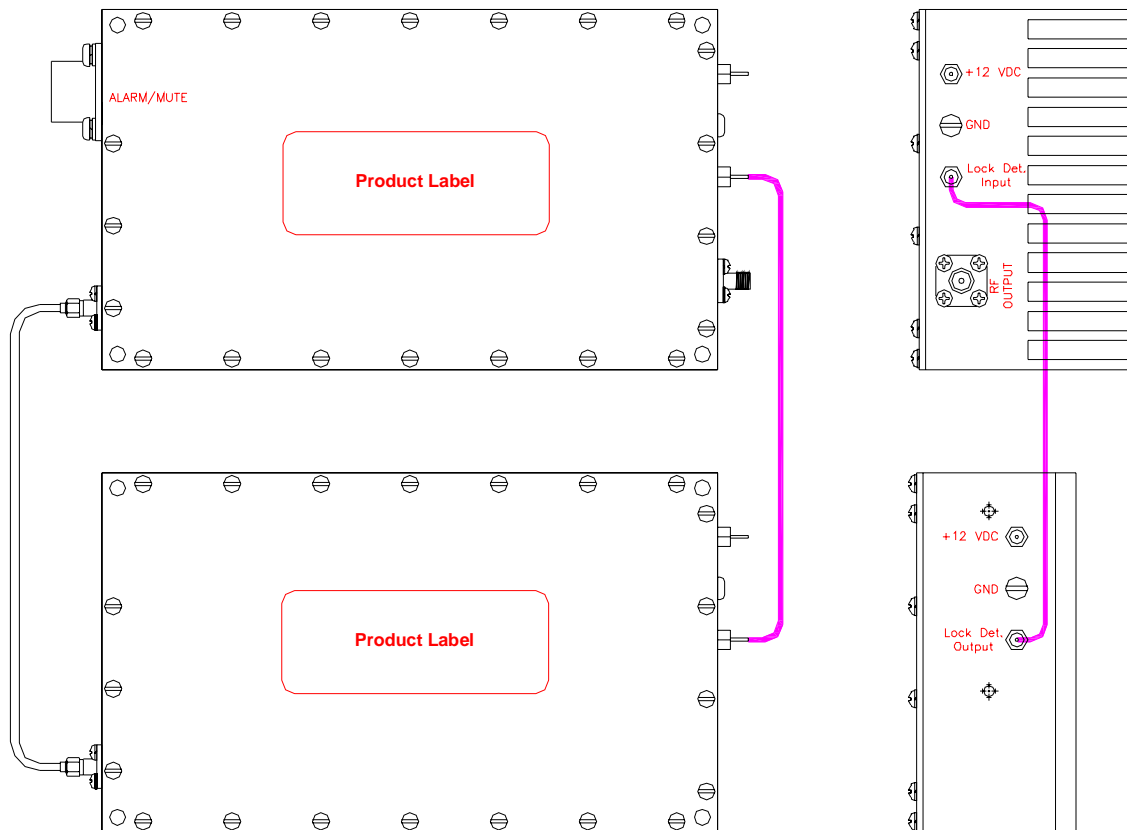 ALARM/MUTE
Product Label
+12 VDC
GND
Lock Det.
Input
RF
OUTPUT
Product Label
+12 VDC
GND
Lock Det.
Output